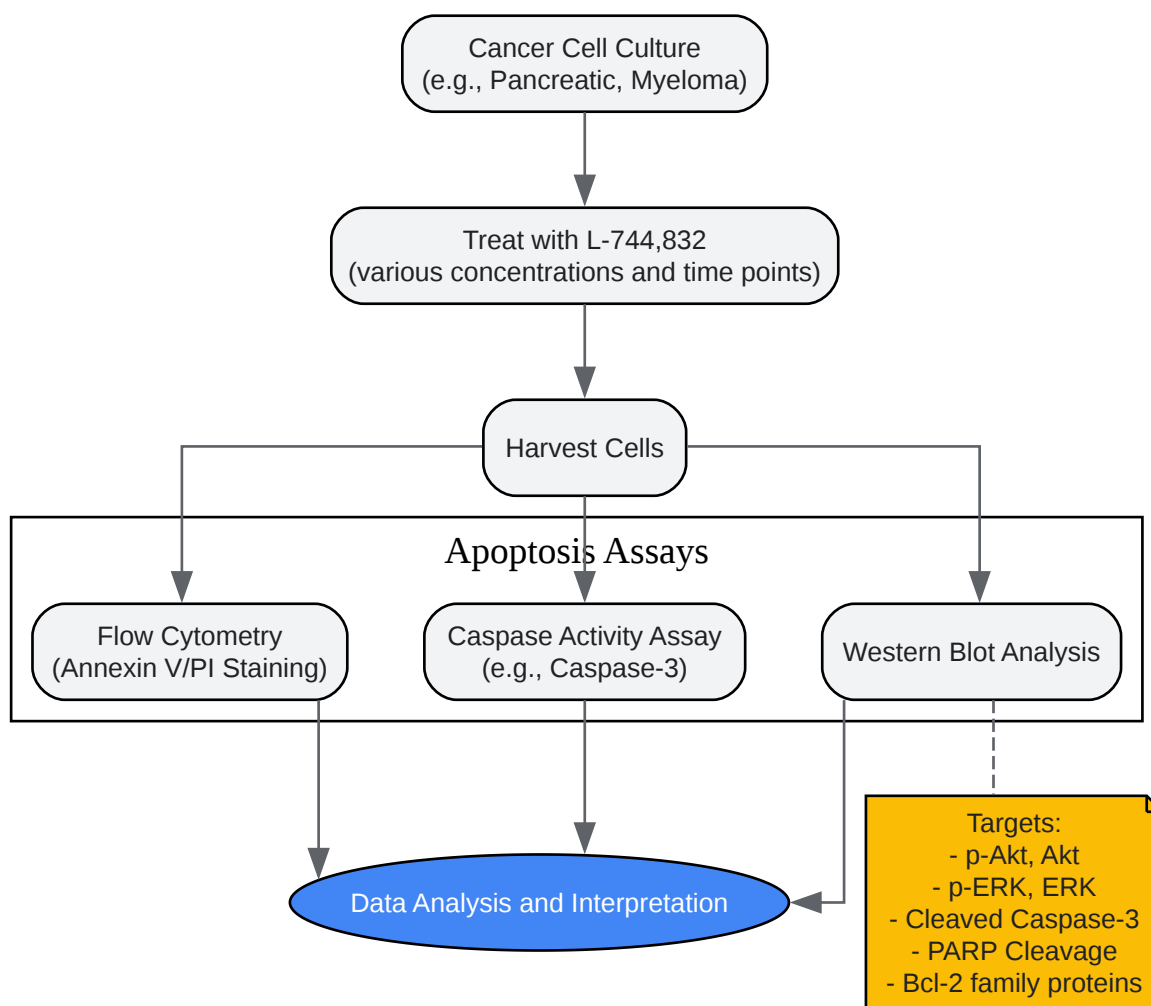 Cancer Cell Culture
(e.g., Pancreatic, Myeloma)
Treat with L-744,832
(various concentrations and time points)
Harvest Cells
Apoptosis Assays
Flow Cytometry
(Annexin V/PI Staining)
Caspase Activity Assay
(e.g., Caspase-3)
Western Blot Analysis
Data Analysis and Interpretation
Targets:
- p-Akt, Akt
- p-ERK, ERK
- Cleaved Caspase-3
- PARP Cleavage
- Bcl-2 family proteins